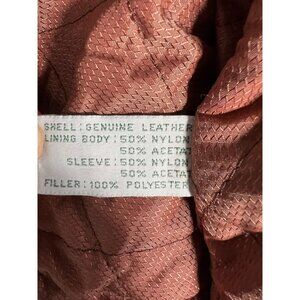 SHELL: GENUINE LEATHER
LINING BODY: 50% NYLON
50% ACETAT
SLEEVE: 50% NYLON
50% ACETAT
FILLER: 100% POLYESTER